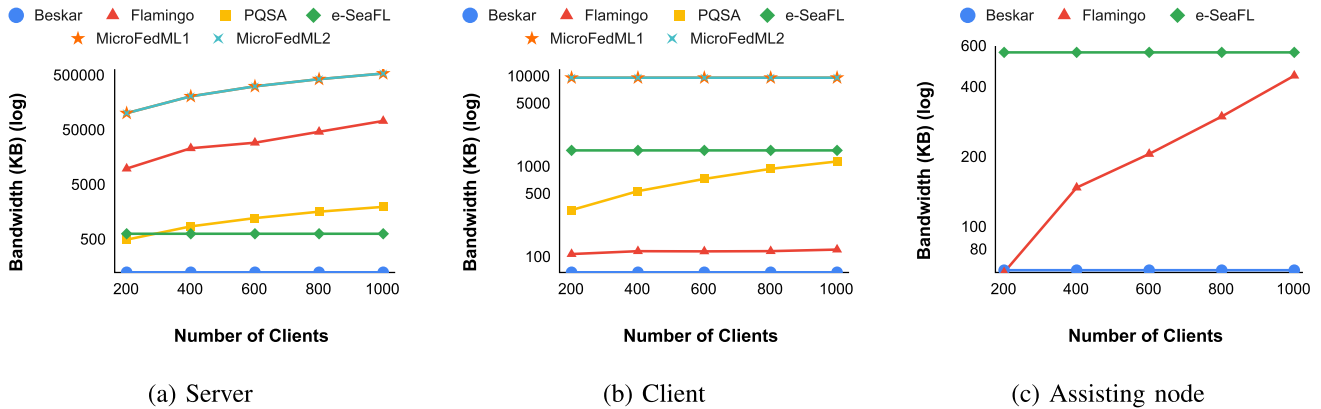 Beskar Flamingo PQSA e-SeaFL
MicroFedML1 MicroFedML2
Bandwidth (KB) (log)
500000
50000
5000
500
200 400 600 800 1000
Number of Clients
(a) Server
Beskar Flamingo PQSA e-SeaFL
MicroFedML1 MicroFedML2
Bandwidth (KB) (log)
10000
5000
1000
500
100
200 400 600 800 1000
Number of Clients
(b) Client
Beskar Flamingo e-SeaFL
Bandwidth (KB) (log)
600
400
200
100
80
200 400 600 800 1000
Number of Clients
(c) Assisting node